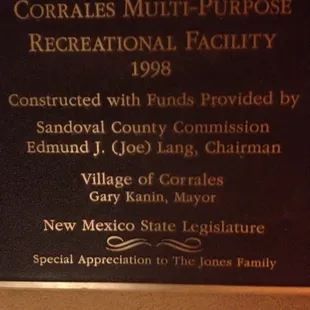 CORRALES MULTI-PURPOSE
RECREATIONAL FACILITY
1998
Constructed with Funds Provided by
Sandoval County Commission
Edmund J. (Joe) Lang, Chairman
Village of Corrales
Gary Kanin, Mayor
New Mexico State Legislature
Special Appreciation to The Jones Family